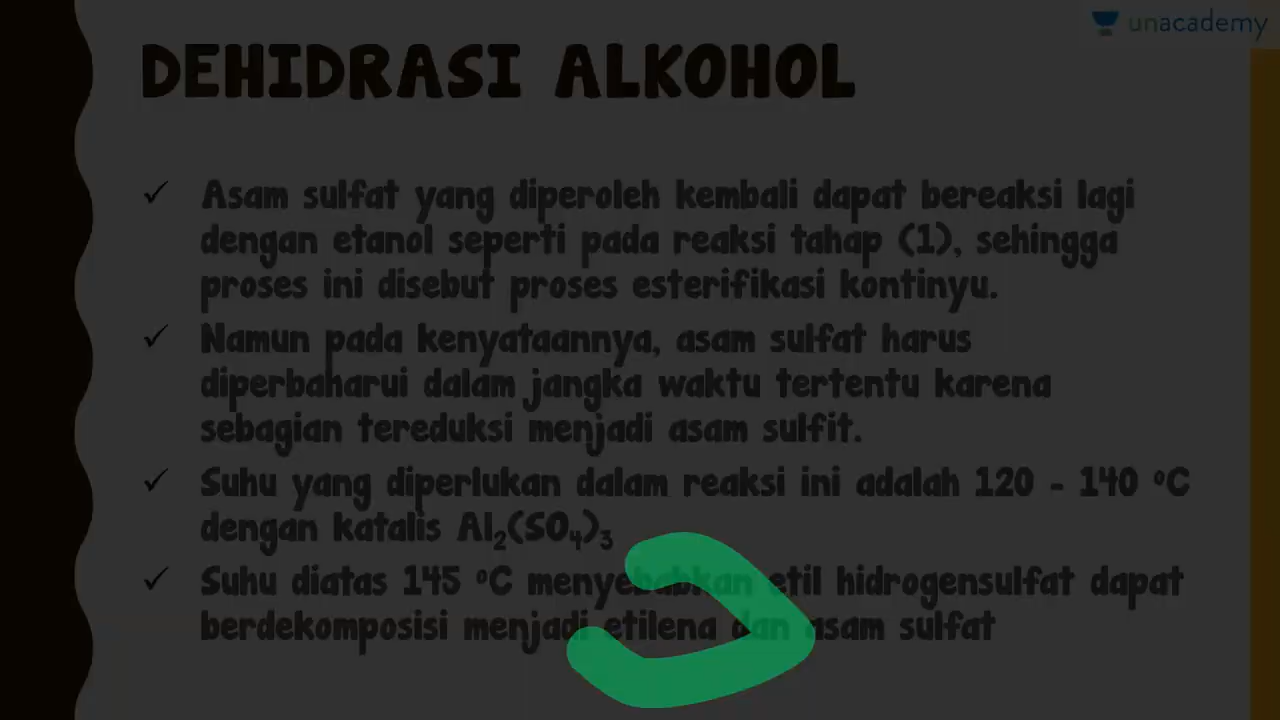 unacademy
DEHIDRASI ALKOHOL
✓ Asam sulfat yang diperoleh kembali dapat bereaksi lagi
dengan etanol seperti pada reaksi tahap (1), sehingga
proses ini disebut proses esterifikasi kontinyu.
✓ Namun pada kenyataannya, asam sulfat harus
diperbaharui dalam jangka waktu tertentu karena
sebagian tereduksi menjadi asam sulfit.
✓ Suhu yang diperlukan dalam reaksi ini adalah 120 - 140 °C
dengan katalis Al₂(SO₄)₃
✓ Suhu diatas 145 °C menyebabkan etil hidrogensulfat dapat
berdekomposisi menjadi etilena dan asam sulfat